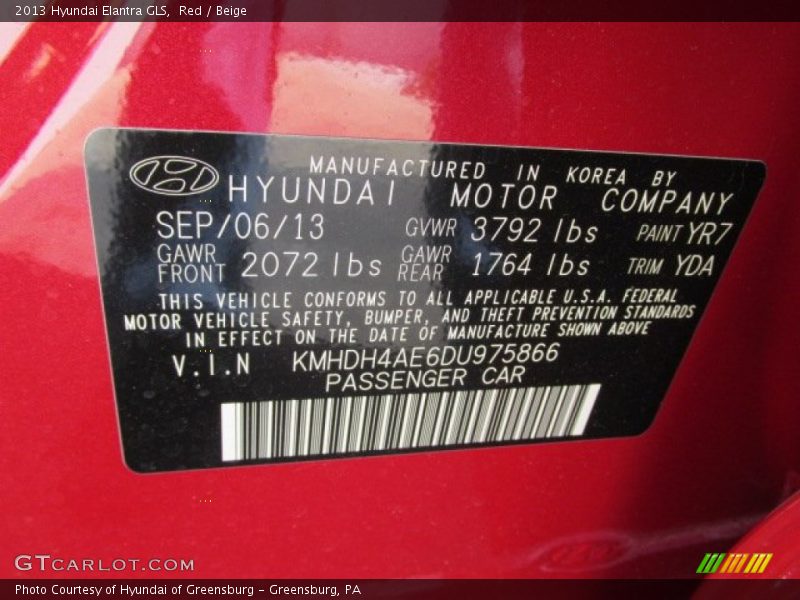 2013 Hyundai Elantra GLS, Red / Beige
MANUFACTURED IN KOREA BY
HYUNDAI MOTOR COMPANY
SEP/06/13 GVWR 3792 lbs PAINT YR7
GAWR FRONT 2072 lbs GAWR REAR 1764 lbs TRIM YDA
THIS VEHICLE CONFORMS TO ALL APPLICABLE U.S.A. FEDERAL
MOTOR VEHICLE SAFETY, BUMPER, AND THEFT PREVENTION STANDARDS
IN EFFECT ON THE DATE OF MANUFACTURE SHOWN ABOVE
V.I.N KMHDH4AE6DU975866
PASSENGER CAR
GTCARLOT.COM
Photo Courtesy of Hyundai of Greensburg - Greensburg, PA